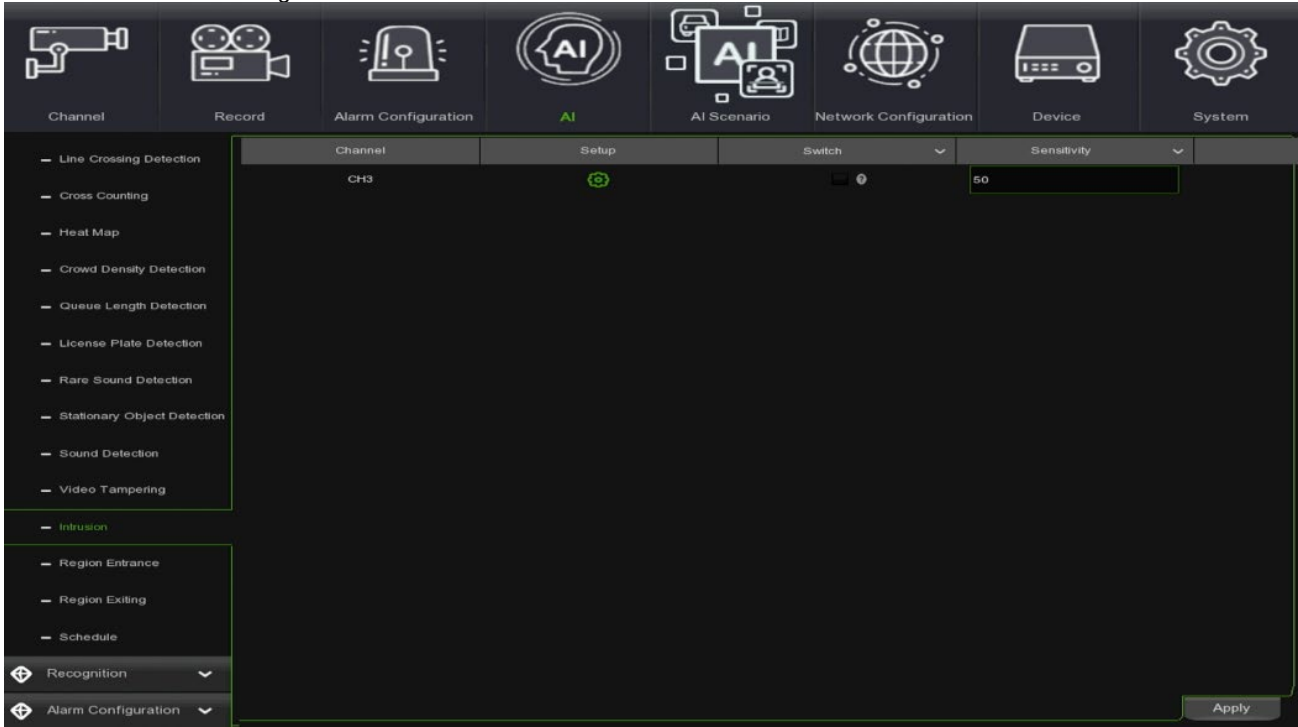 Channel
Record
Alarm Configuration
AI
AI Scenario
Network Configuration
Device
System
Channel Setup Switch Sensitivity
CH3 50
Line Crossing Detection
Cross Counting
Heat Map
Crowd Density Detection
Queue Length Detection
License Plate Detection
Rare Sound Detection
Stationary Object Detection
Sound Detection
Video Tampering
Intrusion
Region Entrance
Region Exiting
Schedule
Recognition
Alarm Configuration
Apply